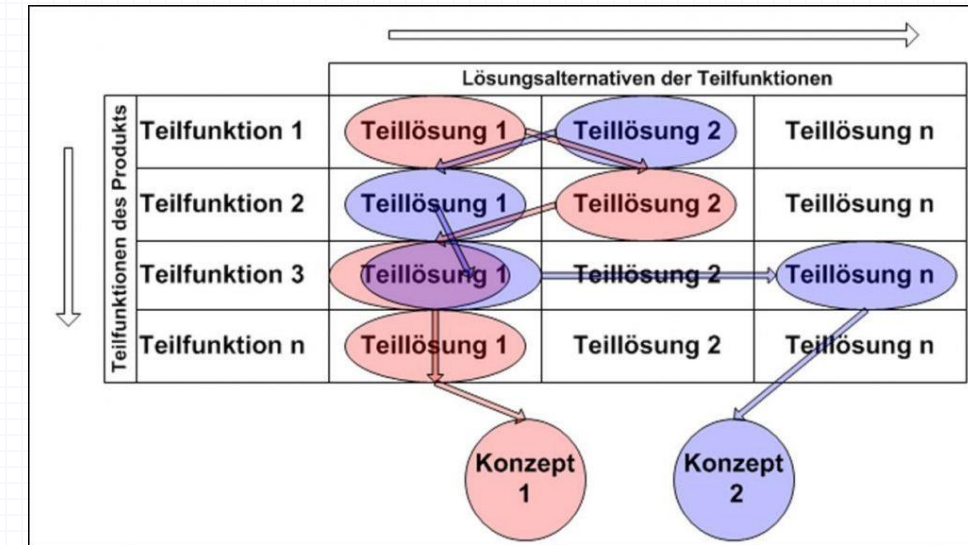 Lösungsalternativen der Teilfunktionen
Teilfunktionen des Produkts
Teilfunktion 1 Teillösung 1 Teillösung 2 Teillösung n
Teilfunktion 2 Teillösung 1 Teillösung 2 Teillösung n
Teilfunktion 3 Teillösung 1 Teillösung 2 Teillösung n
Teilfunktion n Teillösung 1 Teillösung 2 Teillösung n
Konzept Konzept
1 2